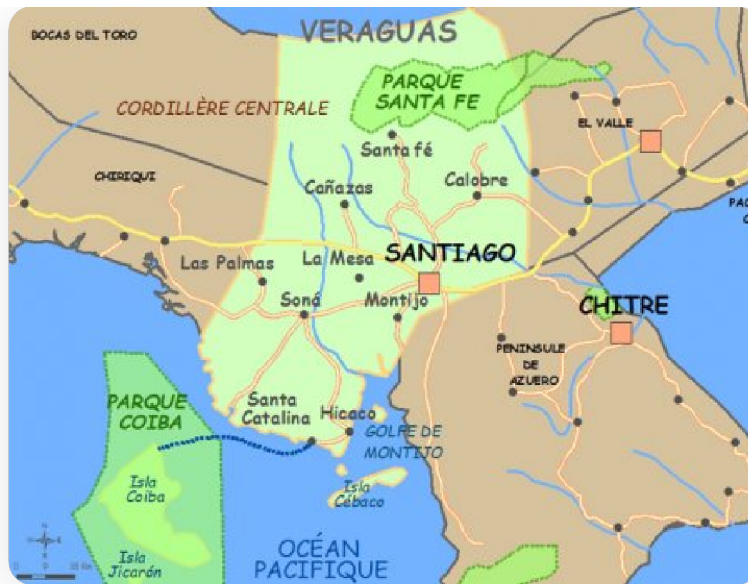 VERAGUAS
BOCAS DEL TORO
PARQUE
SANTA FE
CORDILLÈRE CENTRALE
EL VALLE
Santa fé
CHIRIQUI
Cañazas
Calobre
SANTIAGO
La Mesa
Las Palmas
CHITRE
Soná
Montijo
PENINSULE
DE
AZUERO
PARQUE
COIBA
Santa
Catalina
Hicaco
GOLFE DE
MONTIJO
Isla
Coiba
Isla
Cébaco
OCÉAN
PACIFIQUE
Isla
Jicarón